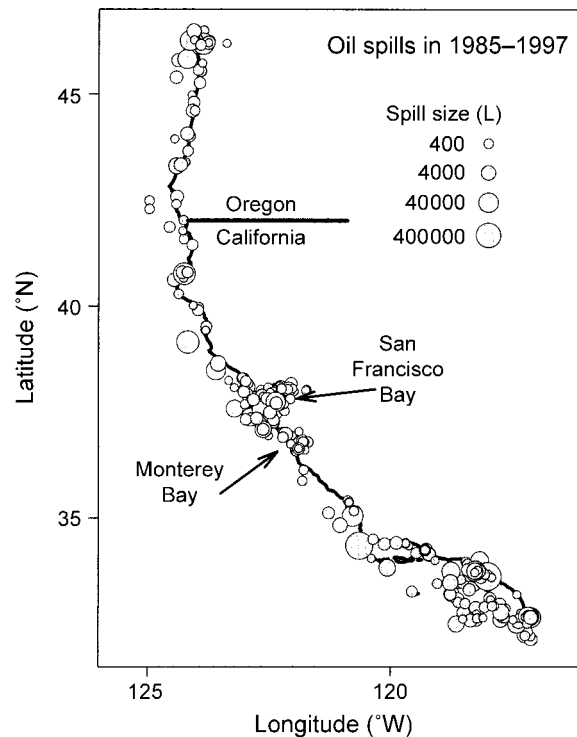 Oil spills in 1985–1997
Spill size (L)
400
4000
40000
400000
Oregon
California
San
Francisco
Bay
Monterey
Bay
45
40
35
Latitude (°N)
125
120
Longitude (°W)